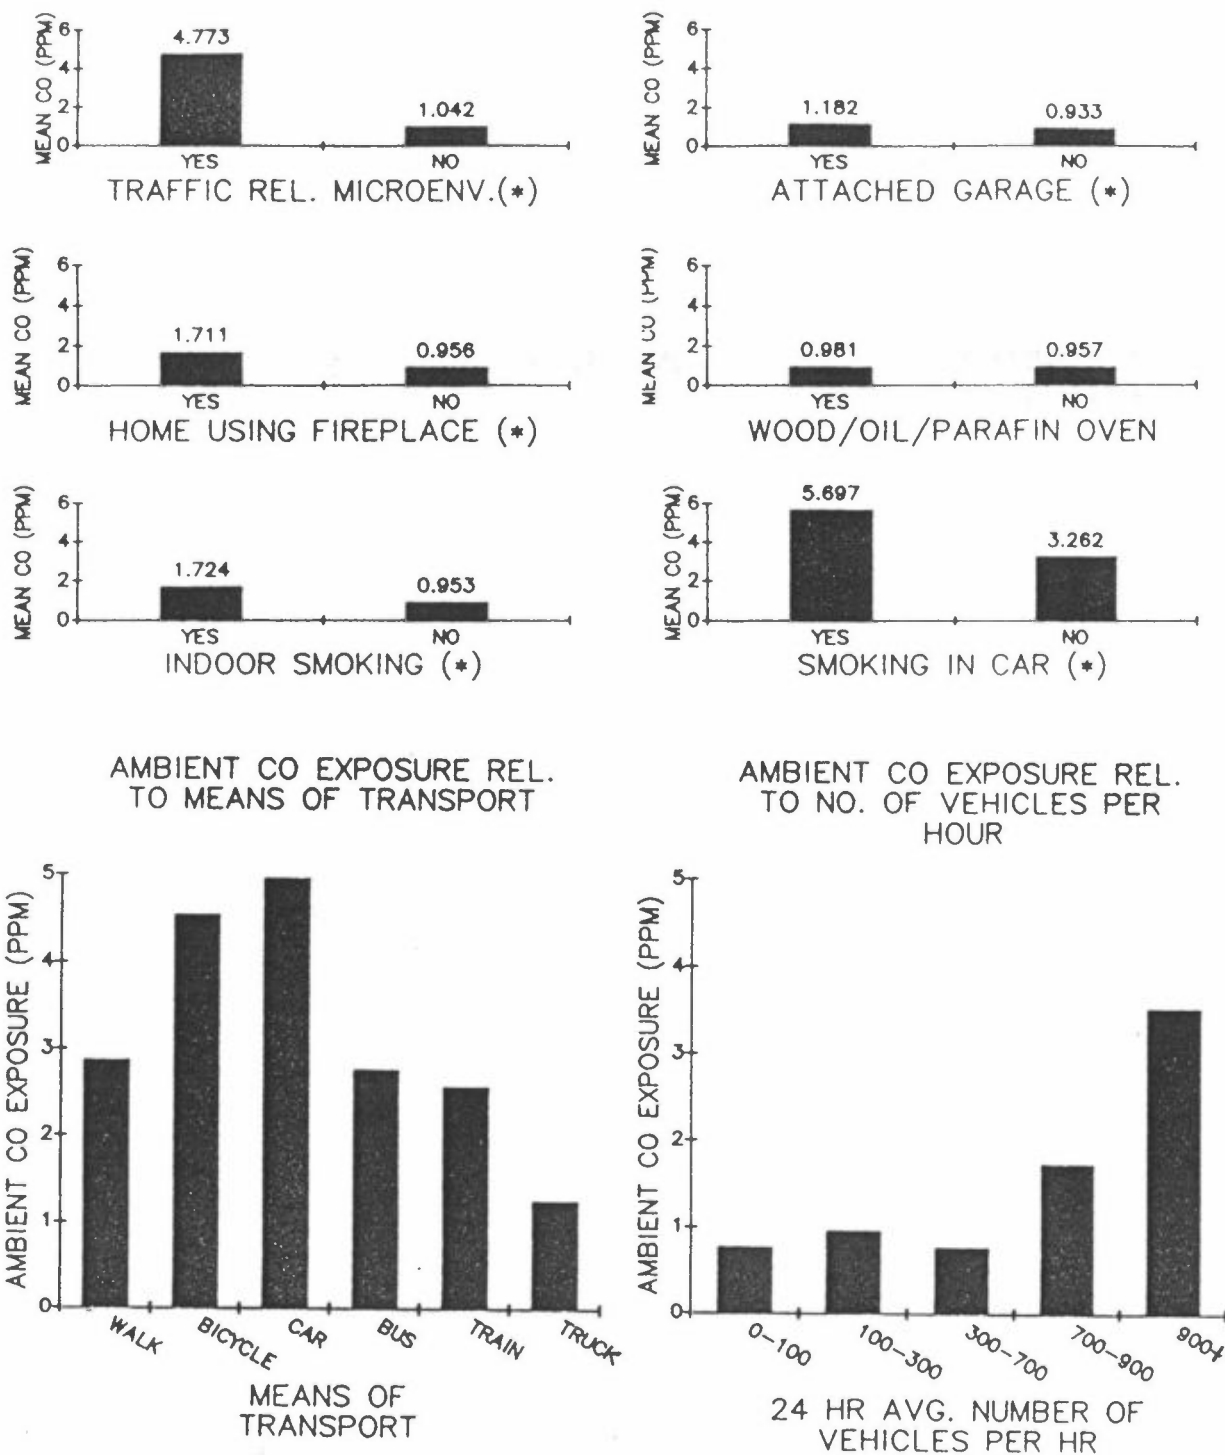 MEAN CO (PPM)
6
4
2
0
4.773
1.042
YES
NO
TRAFFIC REL. MICROENV.(*)
MEAN CO (PPM)
6
4
2
0
1.182
0.933
YES
NO
ATTACHED GARAGE (*)
MEAN CO (PPM)
6
4
2
0
1.711
0.956
YES
NO
HOME USING FIREPLACE (*)
MEAN CO (PPM)
6
4
2
0
0.981
0.957
YES
NO
WOOD/OIL/PARAFIN OVEN
MEAN CO (PPM)
6
4
2
0
1.724
0.953
YES
NO
INDOOR SMOKING (*)
MEAN CO (PPM)
6
4
2
0
5.697
3.262
YES
NO
SMOKING IN CAR (*)
AMBIENT CO EXPOSURE REL.
TO MEANS OF TRANSPORT
AMBIENT CO EXPOSURE (PPM)
5
4
3
2
1
0
WALK
BICYCLE
CAR
BUS
TRAIN
TRUCK
MEANS OF
TRANSPORT
AMBIENT CO EXPOSURE REL.
TO NO. OF VEHICLES PER
HOUR
AMBIENT CO EXPOSURE (PPM)
5
4
3
2
1
0
0-100
100-300
300-700
700-900
900+
24 HR AVG. NUMBER OF
VEHICLES PER HR